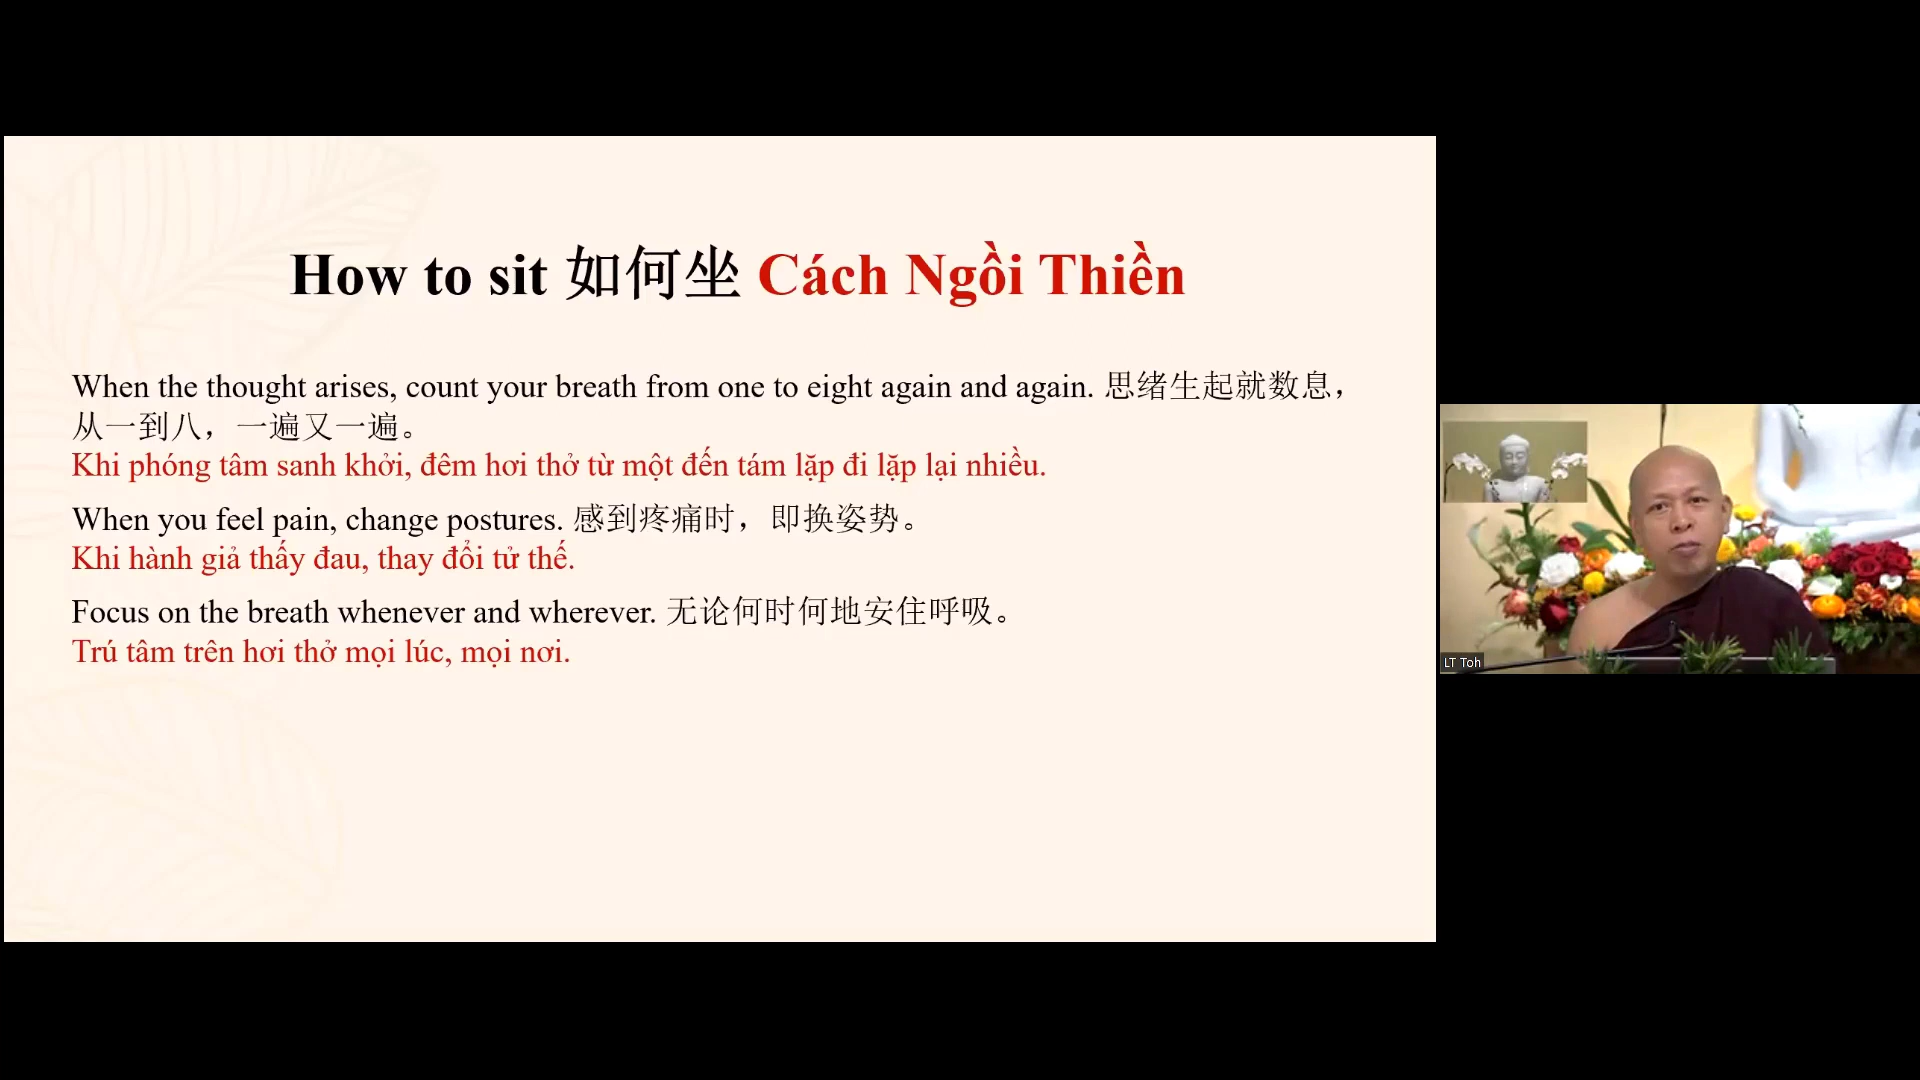 How to sit 如何坐 Cách Ngồi Thiền
When the thought arises, count your breath from one to eight again and again. 思绪生起就数息，
从一到八，一遍又一遍。
Khi phóng tâm sanh khởi, đêm hơi thở từ một đến tám lặp đi lặp lại nhiều.
When you feel pain, change postures. 感到疼痛时，即换姿势。
Khi hành giả thấy đau, thay đổi tử thế.
Focus on the breath whenever and wherever. 无论何时何地安住呼吸。
Trú tâm trên hơi thở mọi lúc, mọi nơi.
LT Toh